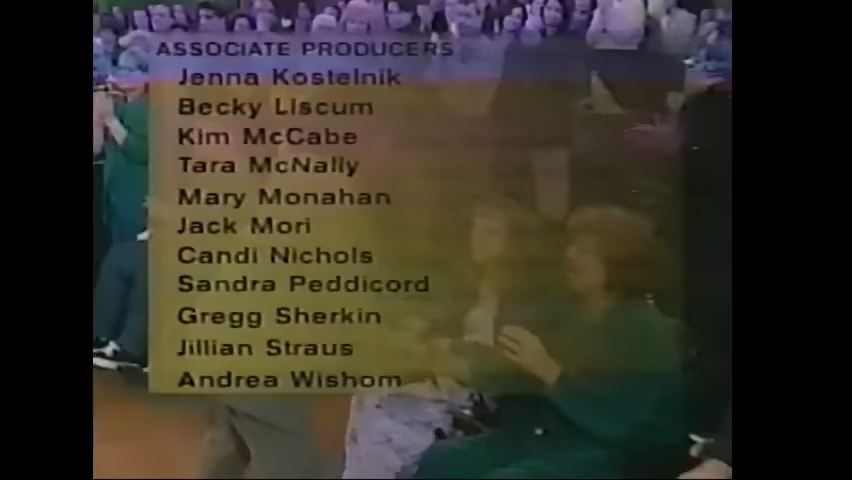 ASSOCIATE PRODUCERS
Jenna Kostelnik
Becky LIscum
Kim McCabe
Tara McNally
Mary Monahan
Jack Mori
Candi Nichols
Sandra Peddicord
Gregg Sherkin
Jillian Straus
Andrea Wishom